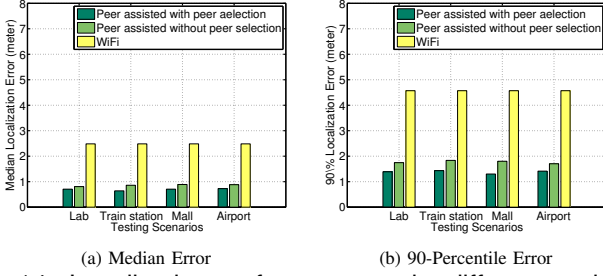 8
7
6
5
4
3
2
1
0
Median Localization Error (meter)
Peer assisted with peer aelection
Peer assisted without peer selection
WiFi
Lab Train station Mall Airport
Testing Scenarios
(a) Median Error
8
7
6
5
4
3
2
1
0
90\% Localization Error (meter)
Peer assisted with peer aelection
Peer assisted without peer selection
WiFi
Lab Train station Mall Airport
Testing Scenarios
(b) 90-Percentile Error